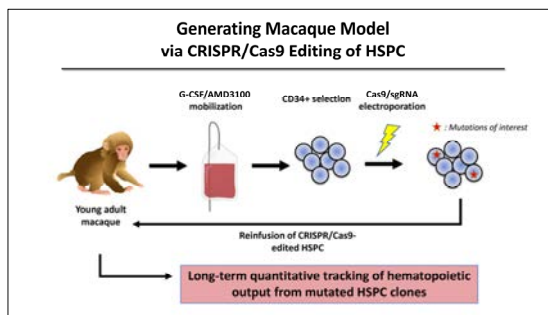 Generating Macaque Model
via CRISPR/Cas9 Editing of HSPC
G-CSF/AMD3100
mobilization
CD34+ selection
Cas9/sgRNA
electroporation
: Mutations of interest
Young adult
macaque
Reinfusion of CRISPR/Cas9-
edited HSPC
Long-term quantitative tracking of hematopoietic
output from mutated HSPC clones